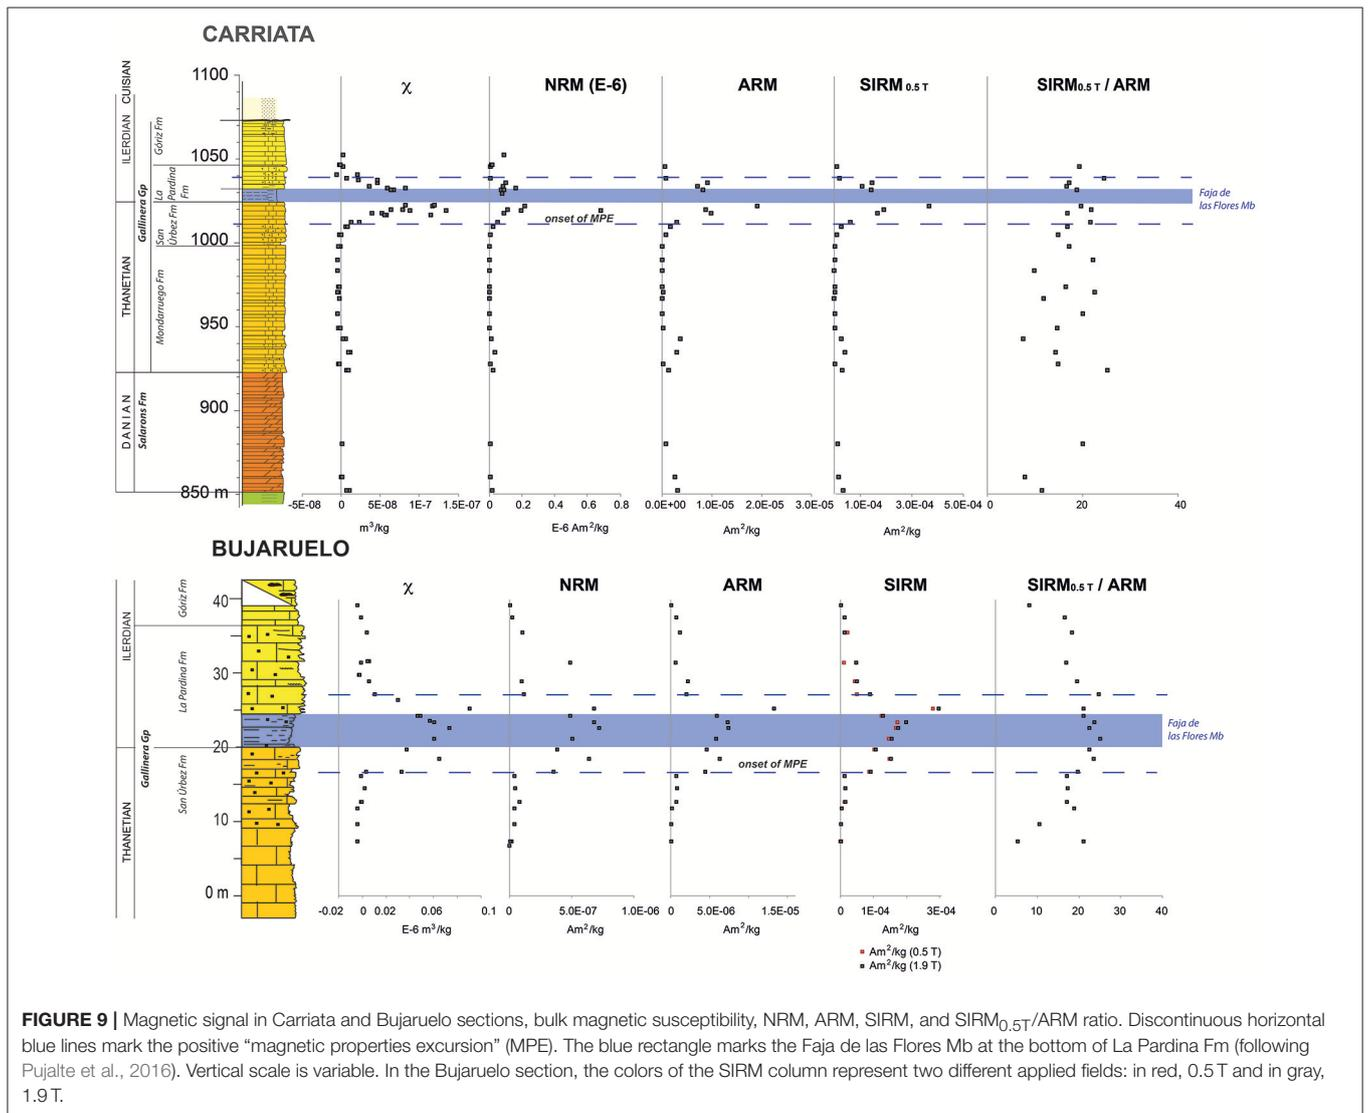 CARRIATA
χ
NRM (E-6)
ARM
SIRM 0.5 T
SIRM0.5 T / ARM
1100
1050
1000
950
900
850 m
CUISIAN
ILERDIAN
THANETIAN
DANIAN
Gallinera Gp
Góriz Fm
La Pardina Fm
San Úrbez Fm
Mondarruego Fm
Salarons Fm
Faja de
las Flores Mb
onset of MPE
-5E-08 0 5E-08 1E-7 1.5E-07
m3/kg
0 0.2 0.4 0.6 0.8
E-6 Am2/kg
0.0E+00 1.0E-05 2.0E-05 3.0E-05
Am2/kg
1.0E-04 3.0E-04 5.0E-04
Am2/kg
0 20 40
BUJARUELO
χ
NRM
ARM
SIRM
SIRM0.5 T / ARM
40
30
20
10
0 m
ILERDIAN
THANETIAN
Gallinera Gp
Góriz Fm
La Pardina Fm
San Úrbez Fm
Faja de
las Flores Mb
onset of MPE
-0.02 0 0.02 0.06 0.1
E-6 m3/kg
0 5.0E-07 1.0E-06
Am2/kg
0 5.0E-06 1.5E-05
Am2/kg
0 1E-04 3E-04
Am2/kg
Am2/kg (0.5 T)
Am2/kg (1.9 T)
0 10 20 30 40
FIGURE 9 | Magnetic signal in Carriata and Bujaruelo sections, bulk magnetic susceptibility, NRM, ARM, SIRM, and SIRM0.5T/ARM ratio. Discontinuous horizontal
blue lines mark the positive “magnetic properties excursion” (MPE). The blue rectangle marks the Faja de las Flores Mb at the bottom of La Pardina Fm (following
Pujalte et al., 2016). Vertical scale is variable. In the Bujaruelo section, the colors of the SIRM column represent two different applied fields: in red, 0.5 T and in gray,
1.9 T.